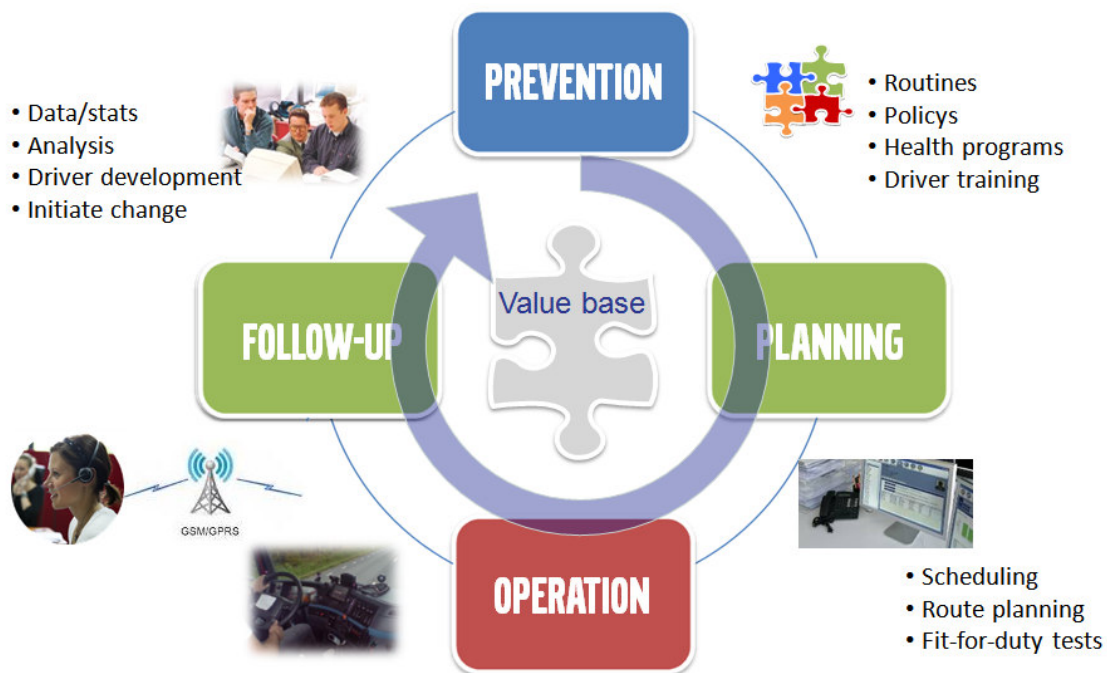 PREVENTION
• Routines
• Policys
• Health programs
• Driver training
• Data/stats
• Analysis
• Driver development
• Initiate change
Value base
FOLLOW-UP
PLANNING
GSM/GPRS
OPERATION
• Scheduling
• Route planning
• Fit-for-duty tests